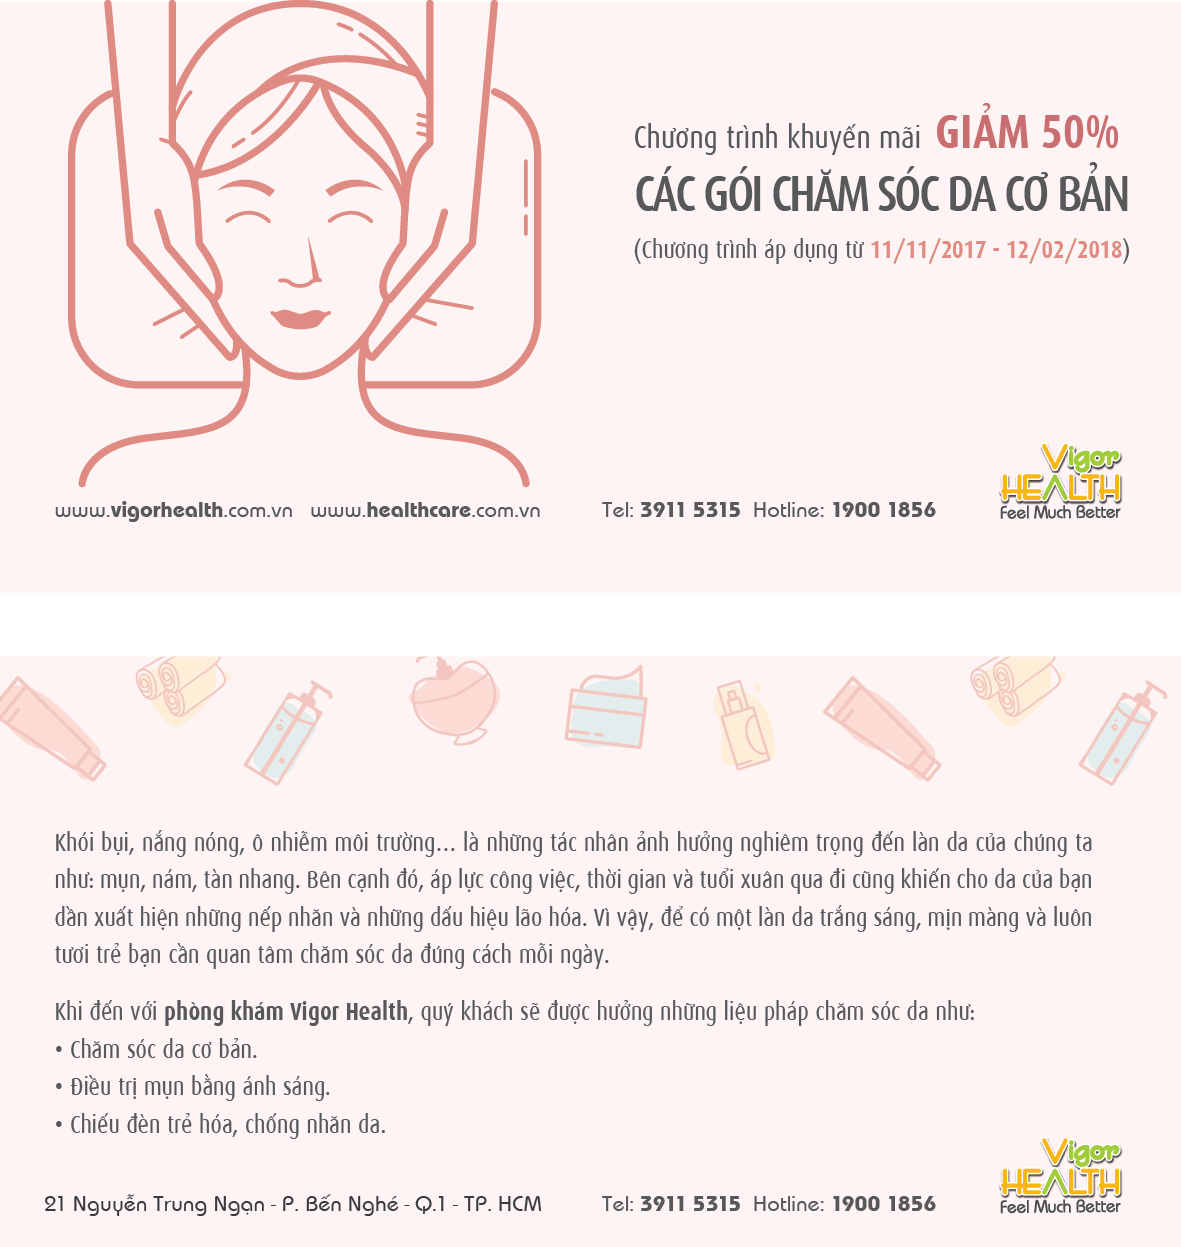 Chương trình khuyến mãi GIẢM 50%
CÁC GÓI CHĂM SÓC DA CƠ BẢN
(Chương trình áp dụng từ 11/11/2017 - 12/02/2018)
Vigor
HEALTH
Feel Much Better
www.vigorhealth.com.vn www.healthcare.com.vn Tel: 3911 5315 Hotline: 1900 1856
Khói bụi, nắng nóng, ô nhiễm môi trường... là những tác nhân ảnh hưởng nghiêm trọng đến làn da của chúng ta
như: mụn, nám, tàn nhang. Bên cạnh đó, áp lực công việc, thời gian và tuổi xuân qua đi cũng khiến cho da của bạn
dần xuất hiện những nếp nhăn và những dấu hiệu lão hóa. Vì vậy, để có một làn da trắng sáng, mịn màng và luôn
tươi trẻ bạn cần quan tâm chăm sóc da đúng cách mỗi ngày.
Khi đến với phòng khám Vigor Health, quý khách sẽ được hưởng những liệu pháp chăm sóc da như:
• Chăm sóc da cơ bản.
• Điều trị mụn bằng ánh sáng.
• Chiếu đèn trẻ hóa, chống nhăn da.
Vigor
HEALTH
Feel Much Better
21 Nguyễn Trung Ngạn - P. Bến Nghé - Q.1 - TP. HCM Tel: 3911 5315 Hotline: 1900 1856